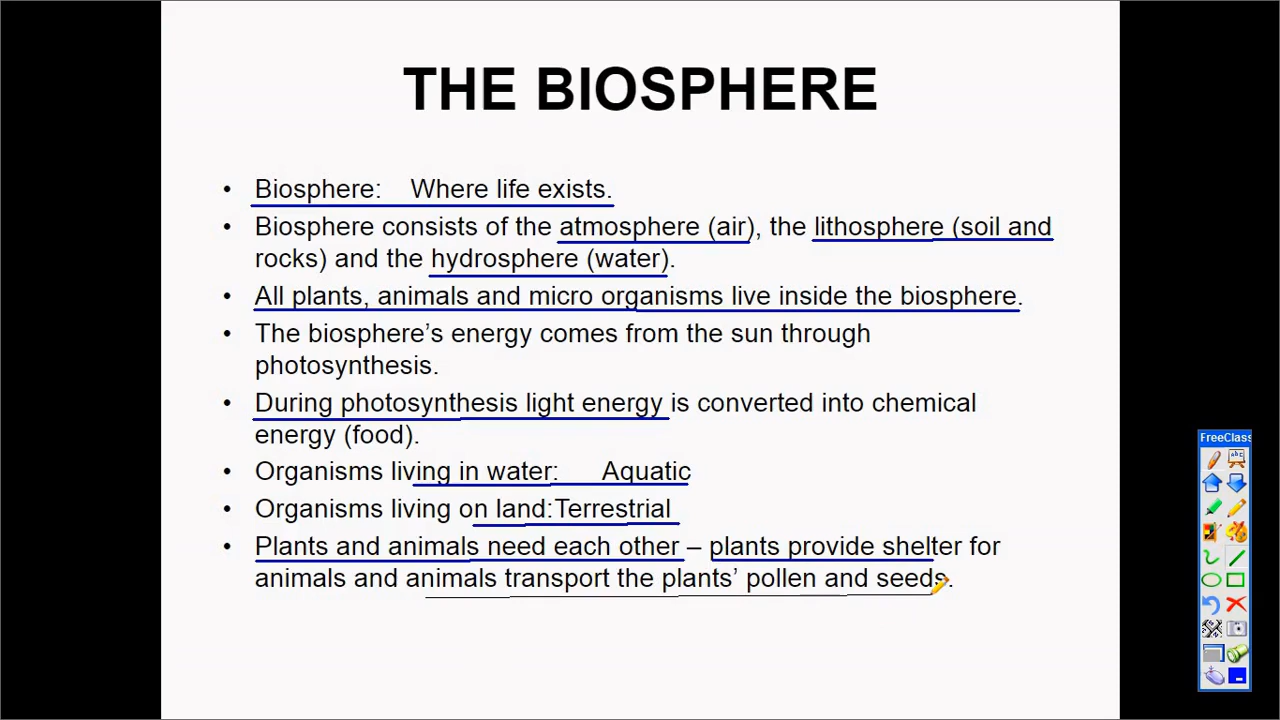 THE BIOSPHERE
• Biosphere: Where life exists.
• Biosphere consists of the atmosphere (air), the lithosphere (soil and
rocks) and the hydrosphere (water).
• All plants, animals and micro organisms live inside the biosphere.
• The biosphere’s energy comes from the sun through
photosynthesis.
• During photosynthesis light energy is converted into chemical
energy (food).
• Organisms living in water: Aquatic
• Organisms living on land:Terrestrial
• Plants and animals need each other – plants provide shelter for
animals and animals transport the plants’ pollen and seeds.
FreeClass
abc